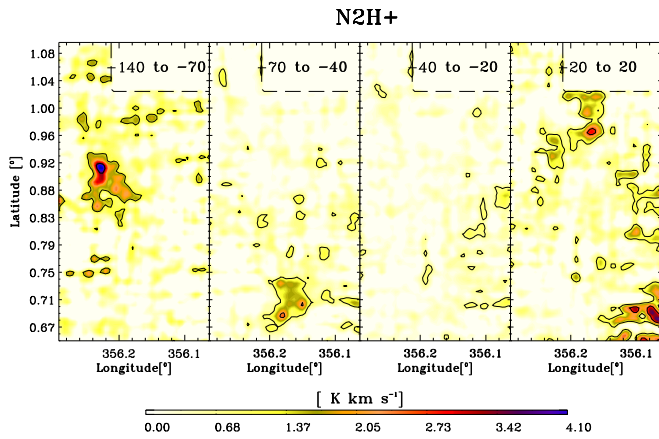 N2H+
-140 to -70
-70 to -40
-40 to -20
-20 to 20
1.08
1.04
1.00
0.96
0.92
0.88
0.83
0.79
0.75
0.71
0.67
Latitude [°]
356.2 356.1 356.2 356.1 356.2 356.1 356.2 356.1
Longitude[°] Longitude[°] Longitude[°] Longitude[°]
[ K km s⁻¹]
0.00 0.68 1.37 2.05 2.73 3.42 4.10